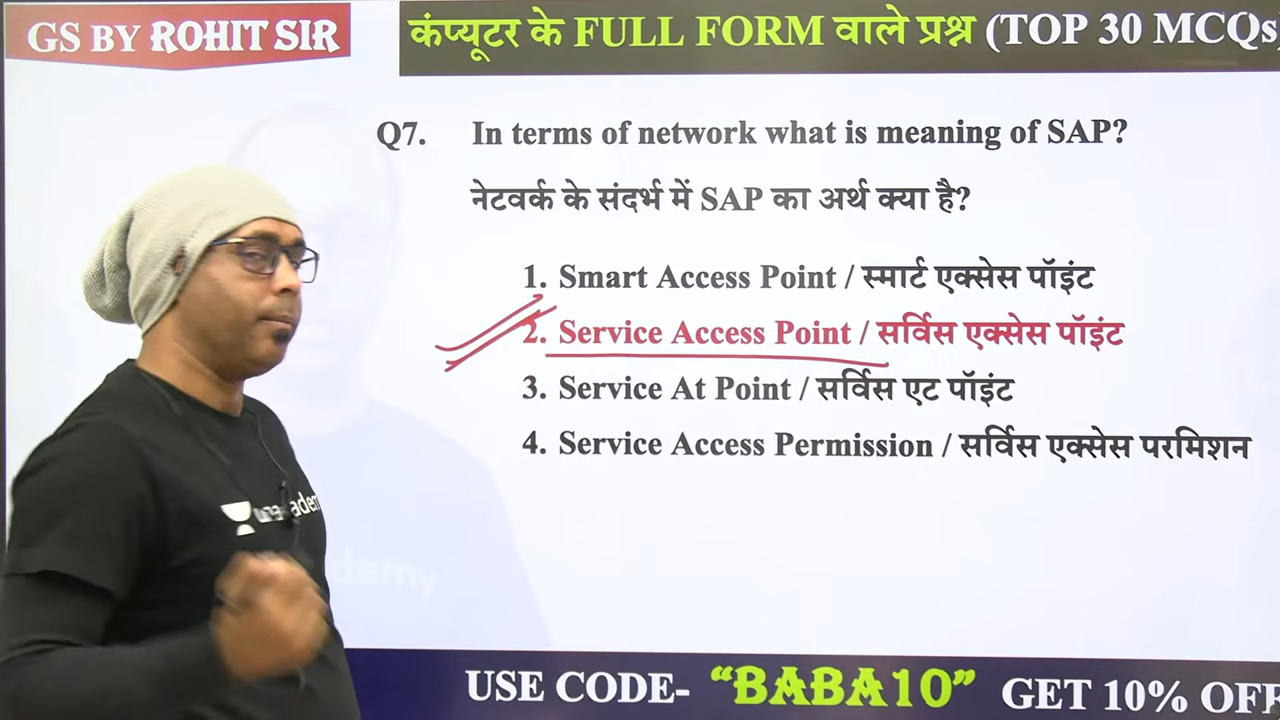 GS BY ROHIT SIR
कंप्यूटर के FULL FORM वाले प्रश्न (TOP 30 MCQs)
Q7. In terms of network what is meaning of SAP?
नेटवर्क के संदर्भ में SAP का अर्थ क्या है?
1. Smart Access Point / स्मार्ट एक्सेस पॉइंट
2. Service Access Point / सर्विस एक्सेस पॉइंट
3. Service At Point / सर्विस एट पॉइंट
4. Service Access Permission / सर्विस एक्सेस परमिशन
USE CODE- “BABA10” GET 10% OFF